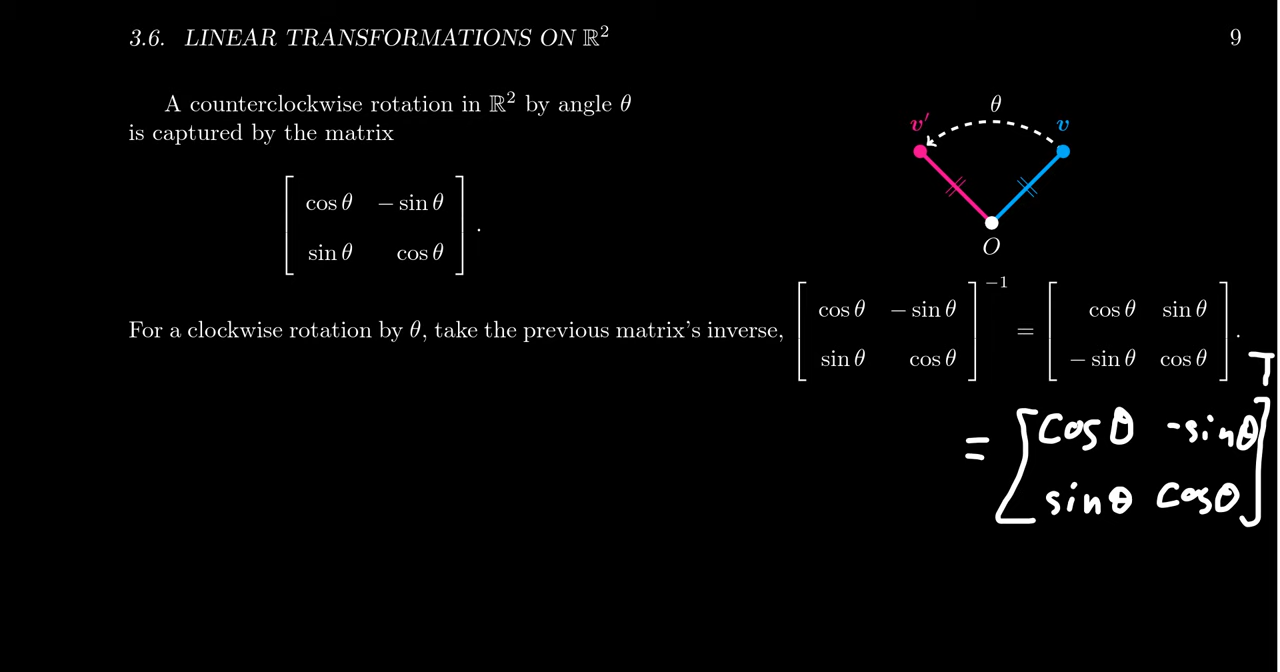 3.6. LINEAR TRANSFORMATIONS ON ℝ² 9
A counterclockwise rotation in ℝ² by angle θ
is captured by the matrix
[ cos θ − sin θ
sin θ cos θ ] .
θ
v′ v
O
For a clockwise rotation by θ, take the previous matrix's inverse, [ cos θ − sin θ
sin θ cos θ ]⁻¹ = [ cos θ sin θ
− sin θ cos θ ] .
= [ cos θ -sin θ
sin θ cos θ ]ᵀ